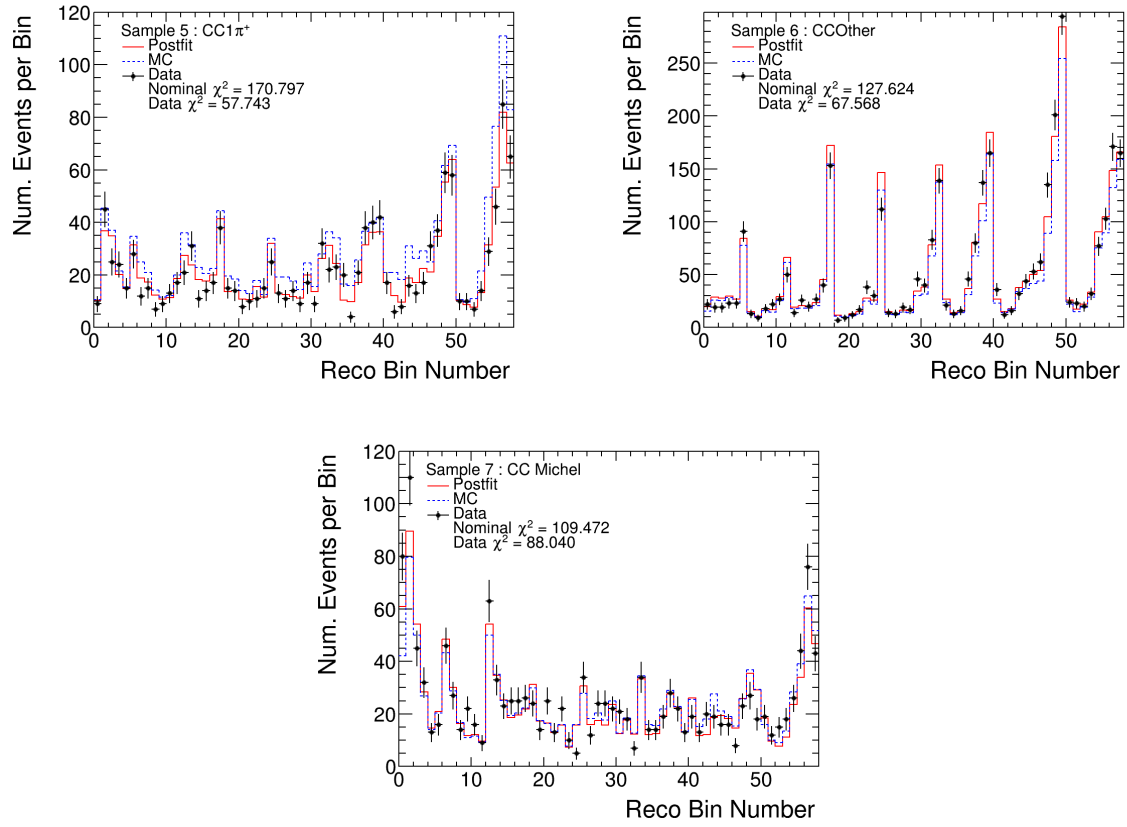 Num. Events per Bin
120
100
80
60
40
20
0
Sample 5 : CC1π⁺
Postfit
MC
Data
Nominal χ² = 170.797
Data χ² = 57.743
0 10 20 30 40 50
Reco Bin Number
Num. Events per Bin
250
200
150
100
50
0
Sample 6 : CCOther
Postfit
MC
Data
Nominal χ² = 127.624
Data χ² = 67.568
0 10 20 30 40 50
Reco Bin Number
Num. Events per Bin
120
100
80
60
40
20
0
Sample 7 : CC Michel
Postfit
MC
Data
Nominal χ² = 109.472
Data χ² = 88.040
0 10 20 30 40 50
Reco Bin Number